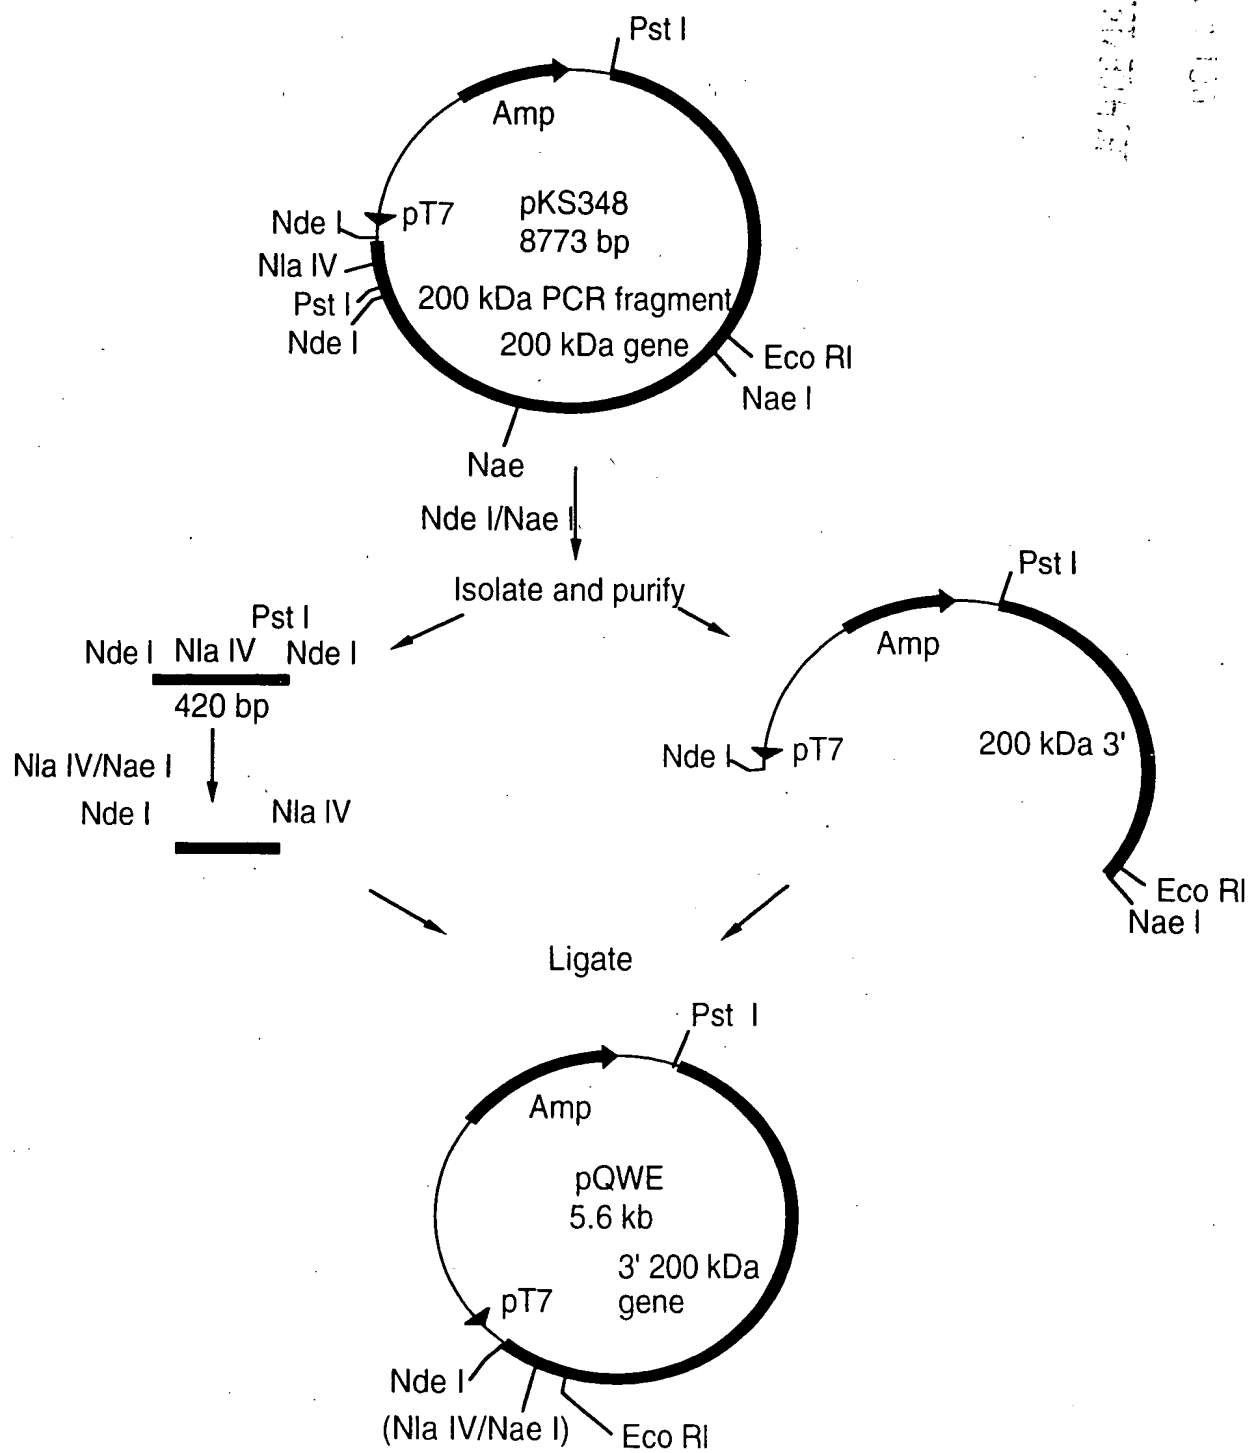 Pst I
Amp
pKS348
8773 bp
Nde I
pT7
Nla IV
Pst I
Nde I
200 kDa PCR fragment
200 kDa gene
Eco RI
Nae I
Nae
Nde I/Nae I
Isolate and purify
Pst I
Nde I Nla IV Nde I
420 bp
Nla IV/Nae I
Nde I Nla IV
Pst I
Amp
Nde I
pT7
200 kDa 3'
Eco RI
Nae I
Ligate
Pst I
Amp
pQWE
5.6 kb
3' 200 kDa
gene
pT7
Nde I
(Nla IV/Nae I)
Eco RI